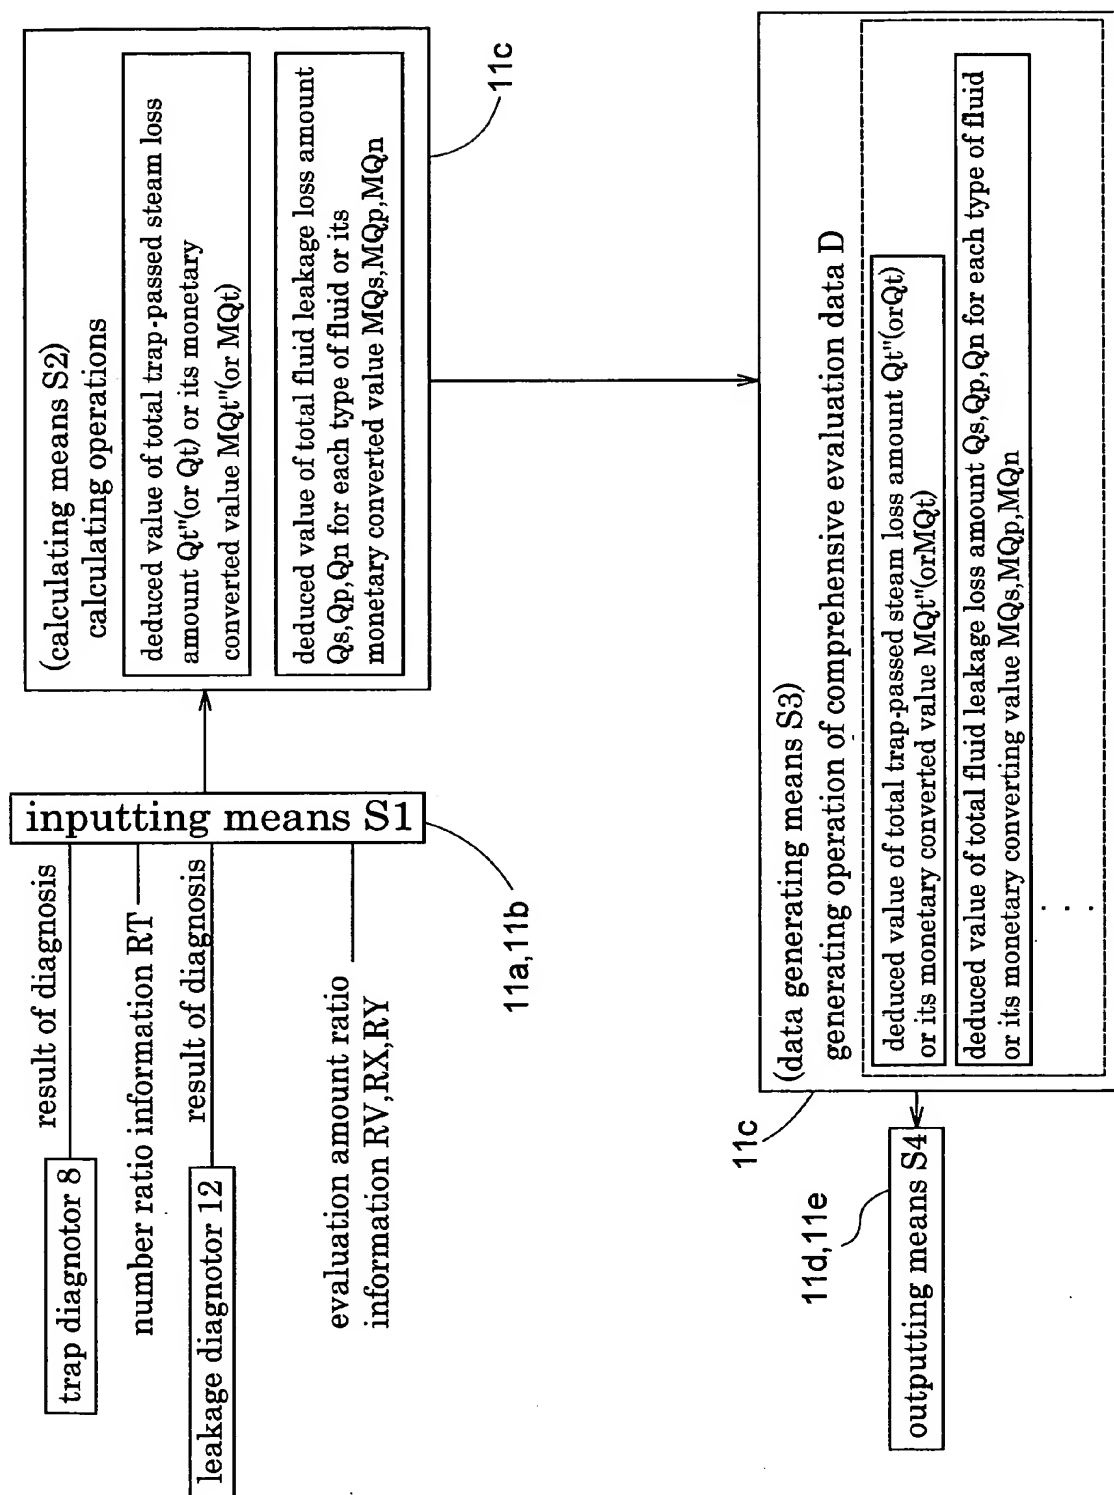 trap diagnotor 8
result of diagnosis
number ratio information RT
leakage diagnotor 12
result of diagnosis
evaluation amount ratio
information RV,RX,RY
inputting means S1
11a,11b
(calculating means S2)
calculating operations
deduced value of total trap-passed steam loss
amount Qt"(or Qt) or its monetary
converted value MQt"(or MQt)
deduced value of total fluid leakage loss amount
Qs,Qp,Qn for each type of fluid or its
monetary converted value MQs,MQp,MQn
11c
(data generating means S3)
generating operation of comprehensive evaluation data D
deduced value of total trap-passed steam loss amount Qt"(orQt)
or its monetary converted value MQt"(orMQt)
deduced value of total fluid leakage loss amount Qs,Qp,Qn for each type of fluid
or its monetary converting value MQs,MQp,MQn
. . .
11c
11d,11e
outputting means S4